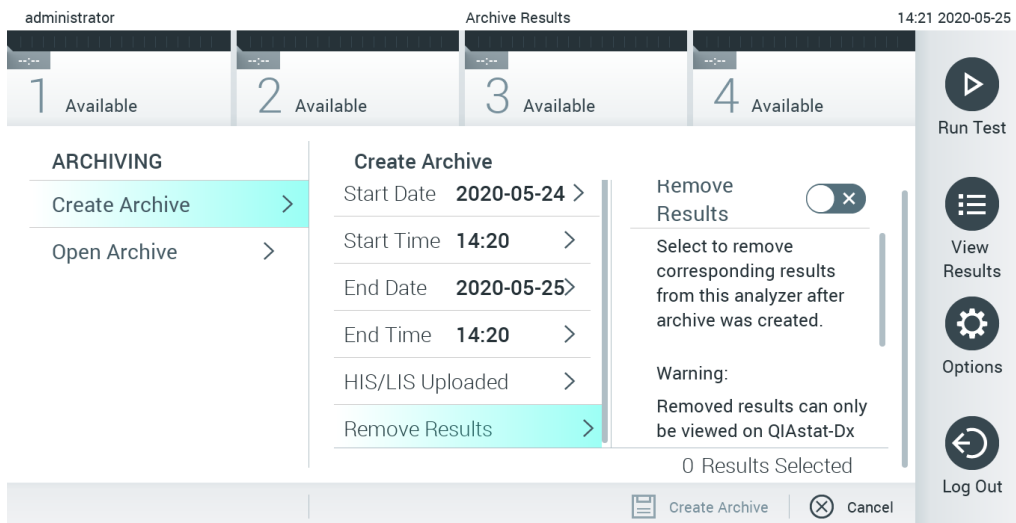 administrator
Archive Results
14:21 2020-05-25
--:--
--:--
--:--
--:--
1 Available
2 Available
3 Available
4 Available
Run Test
View
Results
Options
Log Out
ARCHIVING
Create Archive
Open Archive
Create Archive
Start Date 2020-05-24
Start Time 14:20
End Date 2020-05-25
End Time 14:20
HIS/LIS Uploaded
Remove Results
Remove
Results
Select to remove
corresponding results
from this analyzer after
archive was created.
Warning:
Removed results can only
be viewed on QIAstat-Dx
0 Results Selected
Create Archive
Cancel